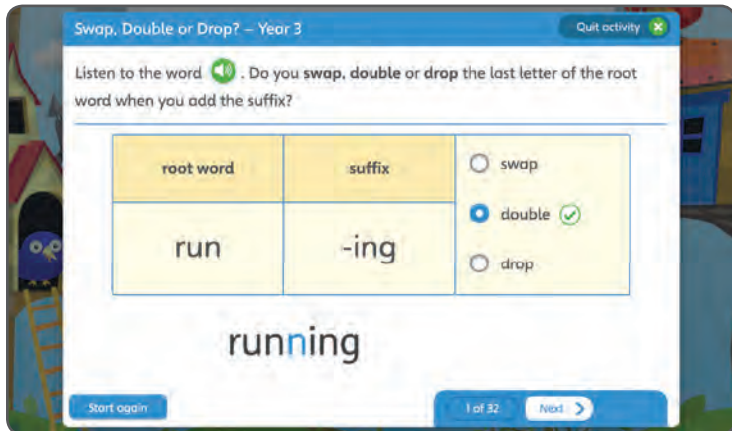 Swap, Double or Drop? – Year 3
Quit activity
Listen to the word . Do you swap, double or drop the last letter of the root
word when you add the suffix?
root word
suffix
swap
double
drop
run
-ing
running
Start again
1 of 32
Next